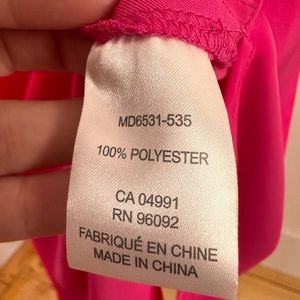 MD6531-535
100% POLYESTER
CA 04991
RN 96092
FABRIQUÉ EN CHINE
MADE IN CHINA